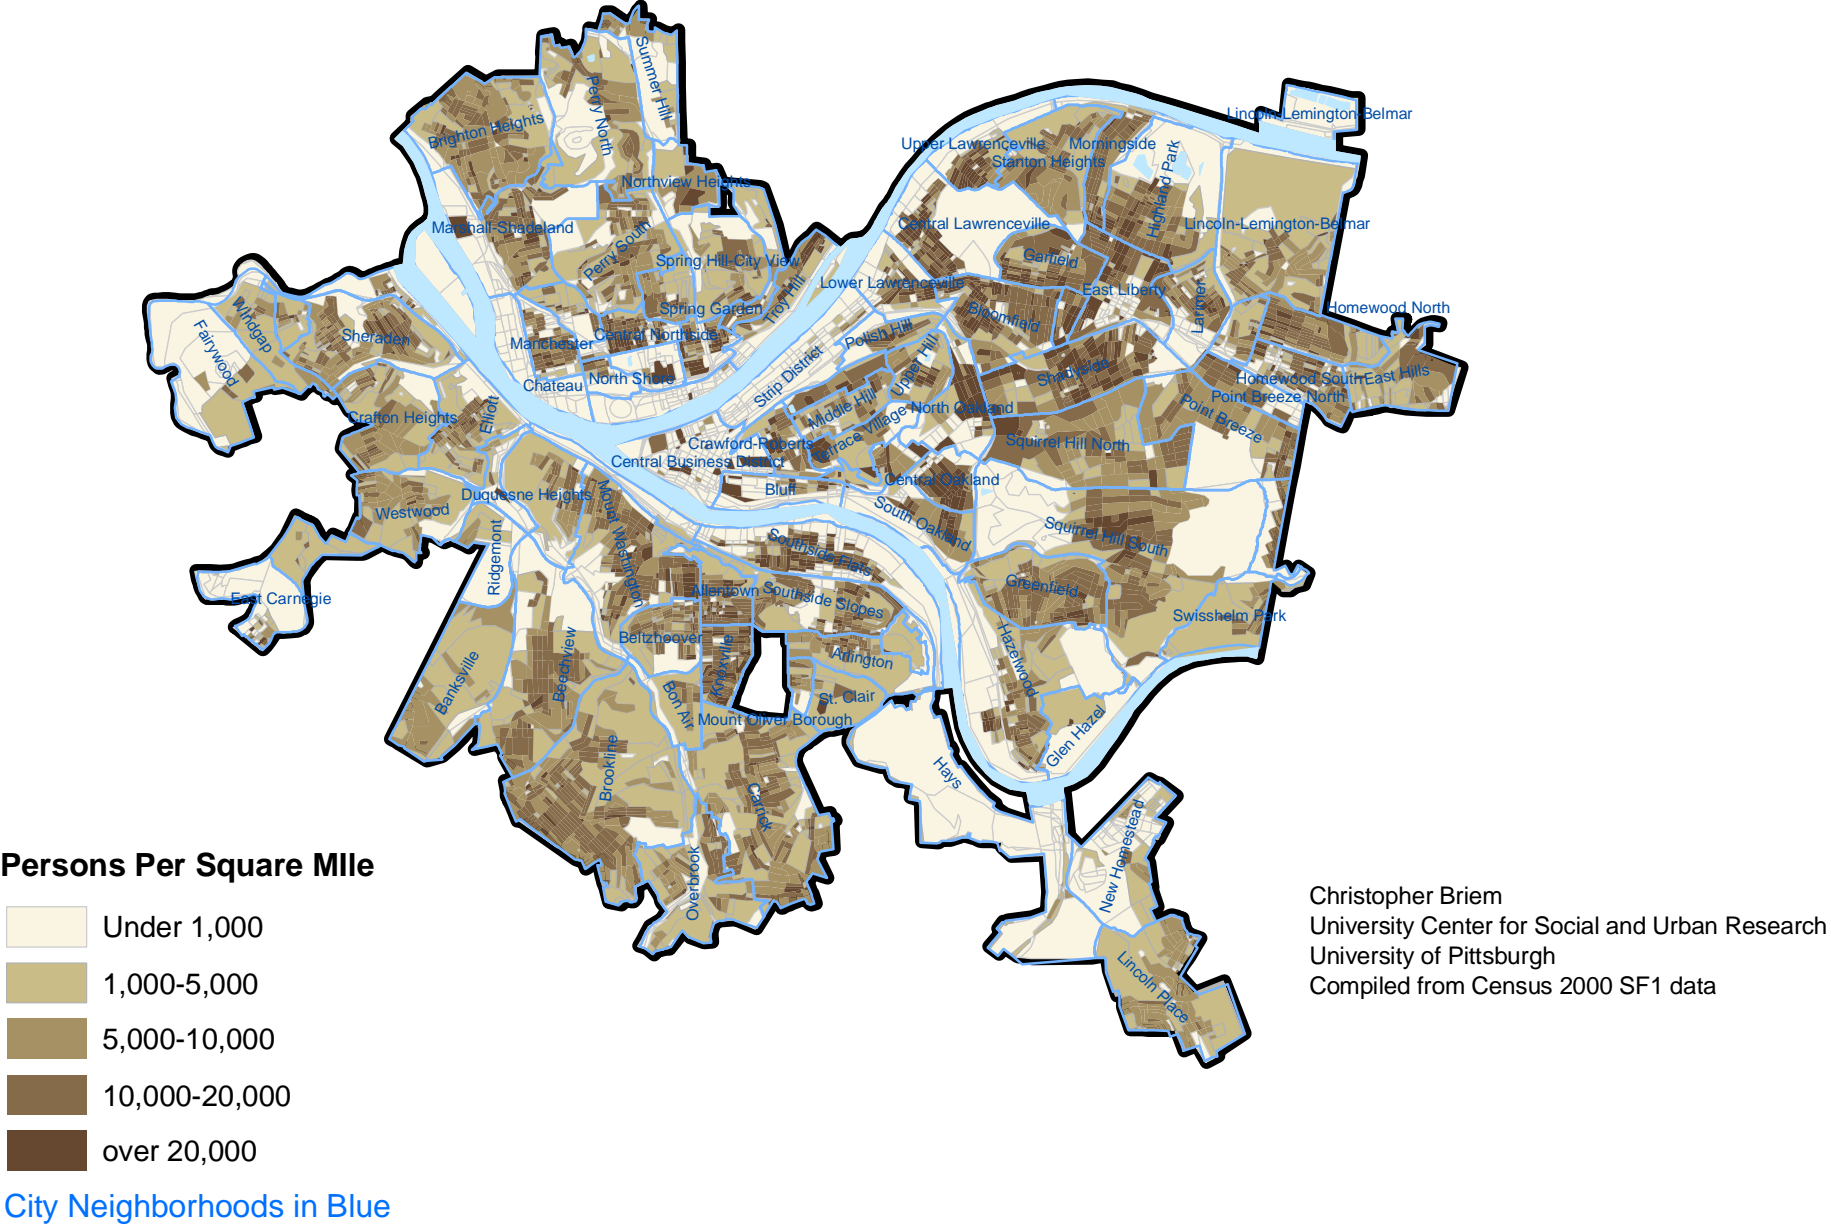 Summer Hill
Perry North
Brighton Heights
Northview Heights
Marshall-Shadeland
Perry South
Spring Hill-City View
Spring Garden
Troy Hill
Central Northside
Manchester
Chateau
North Shore
Lincoln-Lemington-Belmar
Upper Lawrenceville
Morningside
Stanton Heights
Highland Park
Central Lawrenceville
Lincoln-Lemington-Belmar
Garfield
Lower Lawrenceville
East Liberty
Larimer
Homewood North
Bloomfield
Polish Hill
Upper Hill
Strip District
Shadyside
Homewood South
East Hills
Point Breeze North
Point Breeze
Middle Hill
North Oakland
Terrace Village
Crawford-Roberts
Squirrel Hill North
Central Business District
Bluff
Central Oakland
South Oakland
Squirrel Hill South
Windgap
Fairywood
Sheraden
Crafton Heights
Elliott
Duquesne Heights
Westwood
Ridgemont
East Carnegie
Mount Washington
Southside Flats
Allentown
Southside Slopes
Greenfield
Swisshelm Park
Beltzhoover
Knoxville
Arlington
Hazelwood
Banksville
Beechview
Bon Air
St. Clair
Mount Oliver Borough
Glen Hazel
Brookline
Carrick
Hays
Overbrook
New Homestead
Lincoln Place
Persons Per Square MIle
Under 1,000
1,000-5,000
5,000-10,000
10,000-20,000
over 20,000
City Neighborhoods in Blue
Christopher Briem
University Center for Social and Urban Research
University of Pittsburgh
Compiled from Census 2000 SF1 data